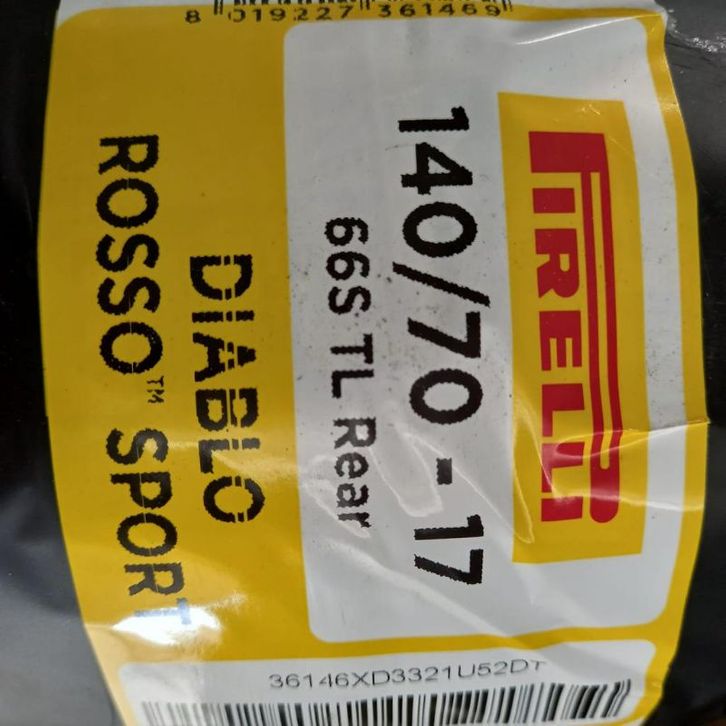 8 019227 361469
PIRELLI
140/70 - 17
66S TL Rear
DIABLO
ROSSO™ SPORT
36146XD3321U52DT